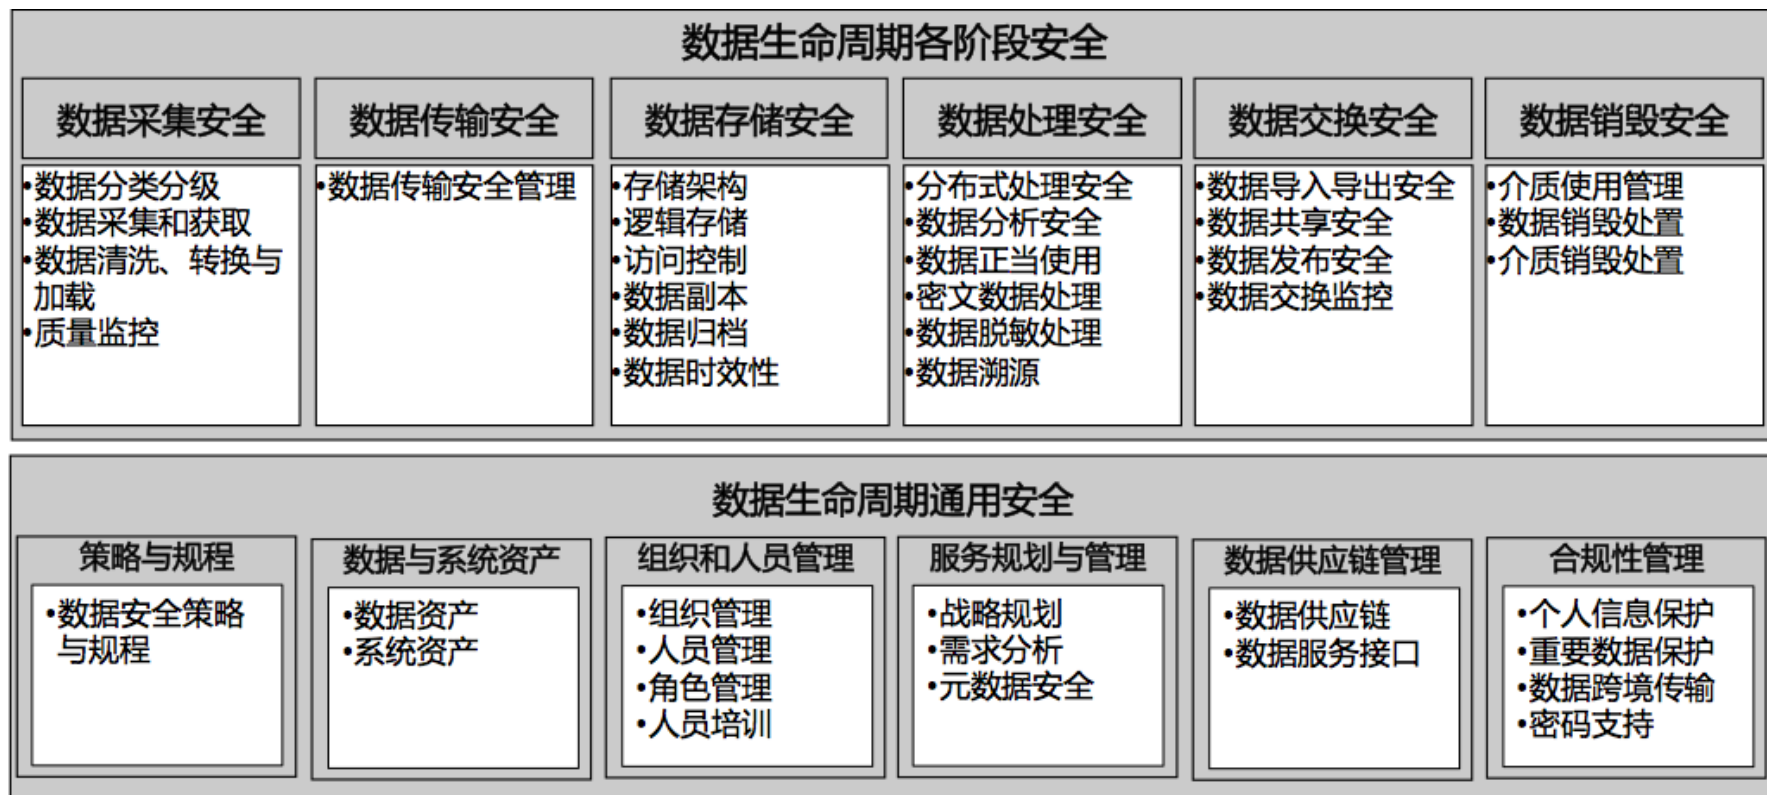 数据生命周期各阶段安全
数据采集安全
•数据分类分级
•数据采集和获取
•数据清洗、转换与
加载
•质量监控
数据传输安全
•数据传输安全管理
数据存储安全
•存储架构
•逻辑存储
•访问控制
•数据副本
•数据归档
•数据时效性
数据处理安全
•分布式处理安全
•数据分析安全
•数据正当使用
•密文数据处理
•数据脱敏处理
•数据溯源
数据交换安全
•数据导入导出安全
•数据共享安全
•数据发布安全
•数据交换监控
数据销毁安全
•介质使用管理
•数据销毁处置
•介质销毁处置
数据生命周期通用安全
策略与规程
•数据安全策略
与规程
数据与系统资产
•数据资产
•系统资产
组织和人员管理
•组织管理
•人员管理
•角色管理
•人员培训
服务规划与管理
•战略规划
•需求分析
•元数据安全
数据供应链管理
•数据供应链
•数据服务接口
合规性管理
•个人信息保护
•重要数据保护
•数据跨境传输
•密码支持